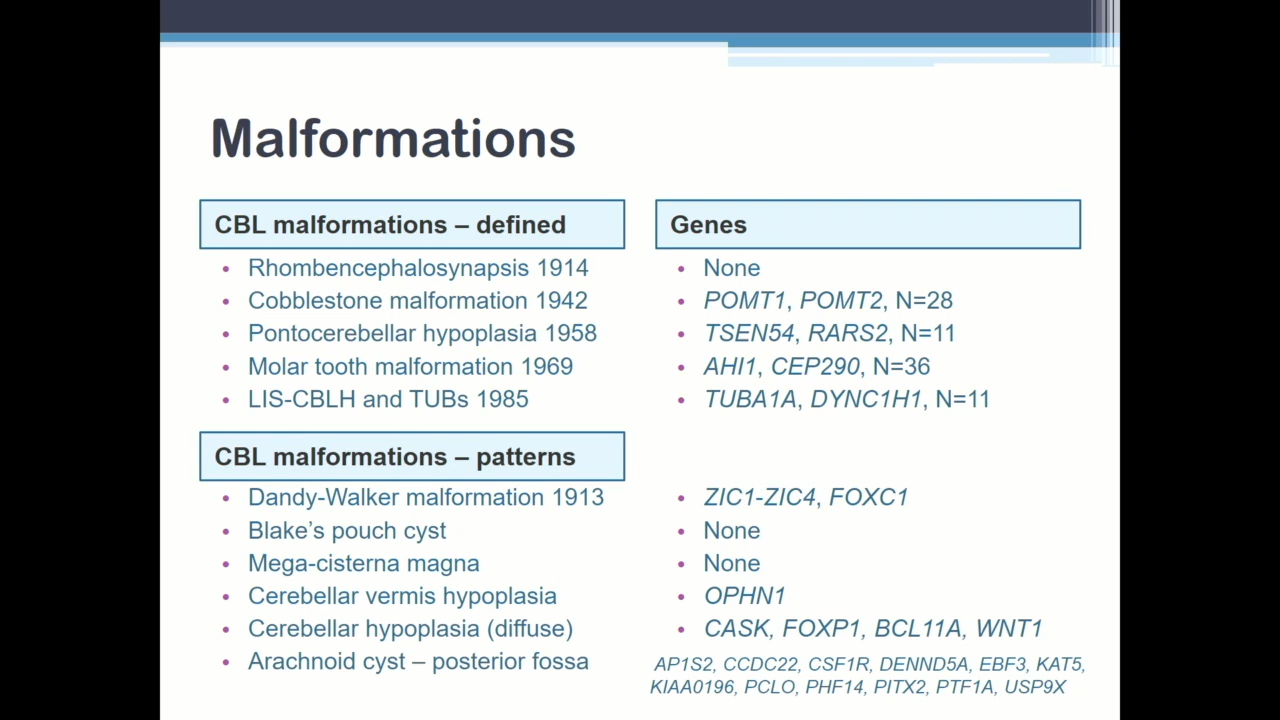 Malformations
CBL malformations – defined
Rhombencephalosynapsis 1914
Cobblestone malformation 1942
Pontocerebellar hypoplasia 1958
Molar tooth malformation 1969
LIS-CBLH and TUBs 1985
Genes
None
POMT1, POMT2, N=28
TSEN54, RARS2, N=11
AHI1, CEP290, N=36
TUBA1A, DYNC1H1, N=11
CBL malformations – patterns
Dandy-Walker malformation 1913
Blake’s pouch cyst
Mega-cisterna magna
Cerebellar vermis hypoplasia
Cerebellar hypoplasia (diffuse)
Arachnoid cyst – posterior fossa
ZIC1-ZIC4, FOXC1
None
None
OPHN1
CASK, FOXP1, BCL11A, WNT1
AP1S2, CCDC22, CSF1R, DENND5A, EBF3, KAT5,
KIAA0196, PCLO, PHF14, PITX2, PTF1A, USP9X